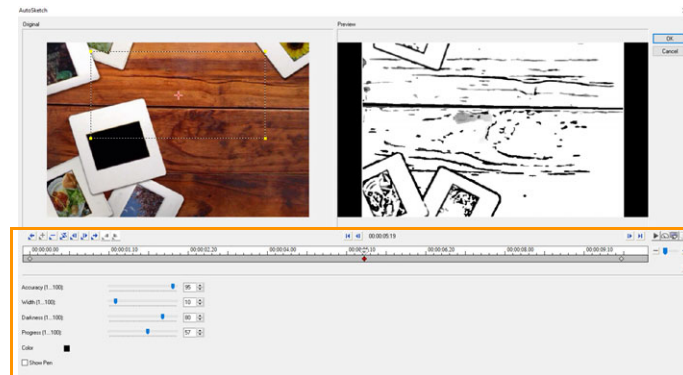 AutoSketch
Original
Preview
OK
Cancel
00:00:05:19
00:00:00.00
00:00:01.10
00:00:02.20
00:00:04.00
00:00:05.10
00:00:06.20
00:00:08.00
00:00:09.10
Accuracy (1...100):
95
Width (1...100):
10
Darkness (1...100):
80
Progress (1...100):
57
Color
Show Pen